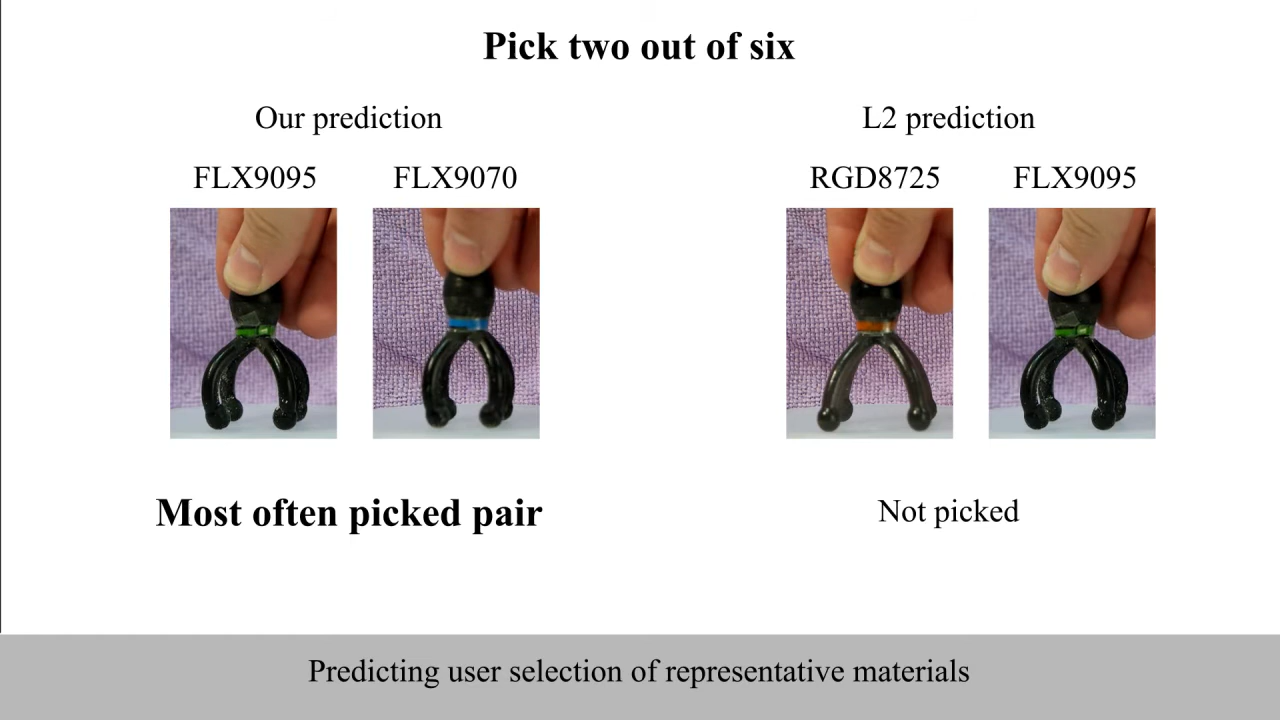 Pick two out of six
Our prediction
L2 prediction
FLX9095
FLX9070
RGD8725
FLX9095
Most often picked pair
Not picked
Predicting user selection of representative materials